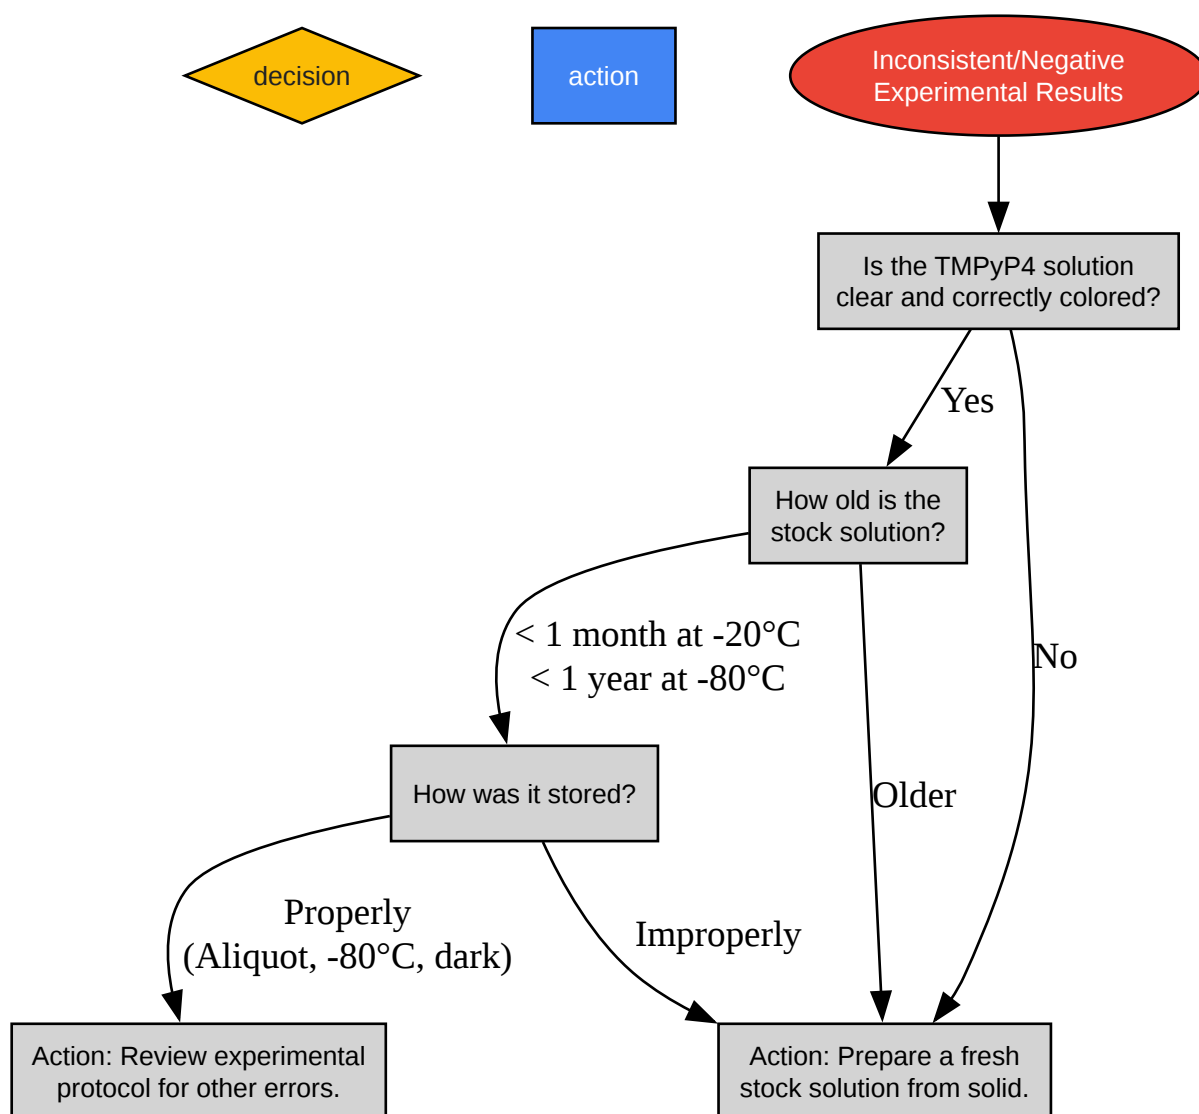 decision
action
Inconsistent/Negative
Experimental Results
Is the TMPyP4 solution
clear and correctly colored?
Yes
How old is the
stock solution?
< 1 month at -20°C
< 1 year at -80°C
No
How was it stored?
Older
Properly
(Aliquot, -80°C, dark)
Improperly
Action: Review experimental
protocol for other errors.
Action: Prepare a fresh
stock solution from solid.